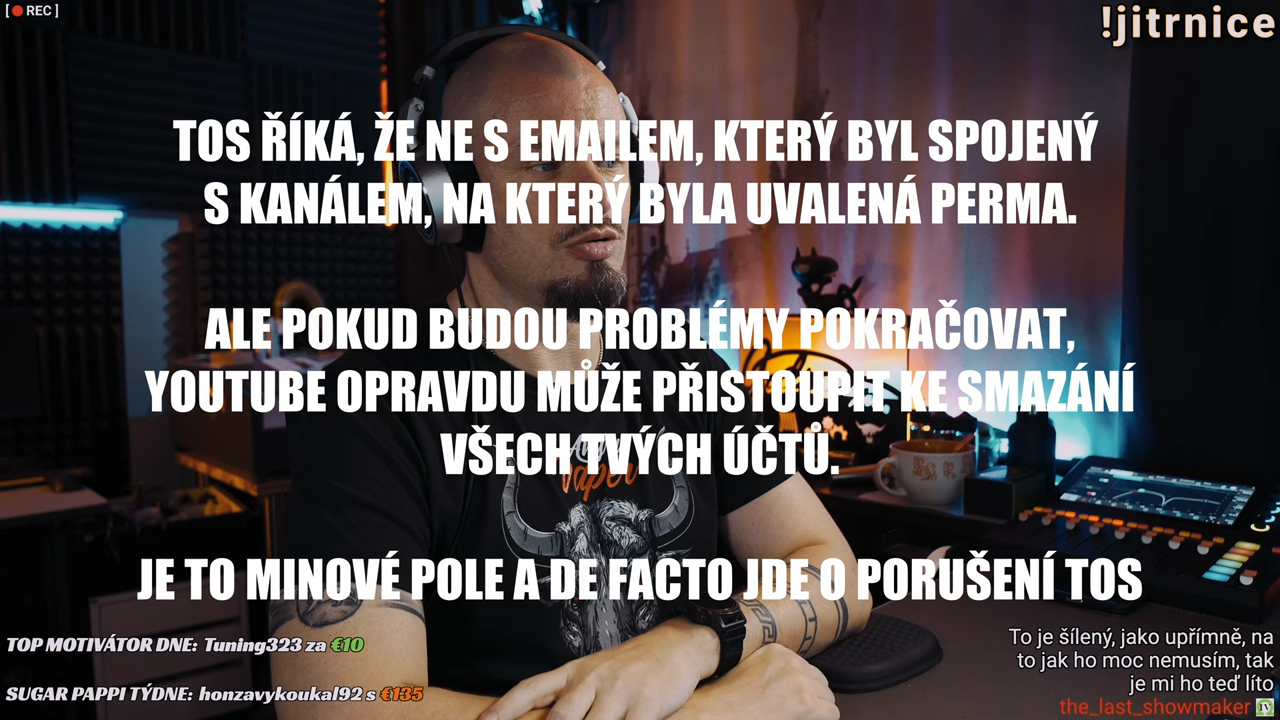 [ REC ]
!jitrnice
TOS ŘÍKÁ, ŽE NE S EMAILEM, KTERÝ BYL SPOJENÝ
S KANÁLEM, NA KTERÝ BYLA UVALENÁ PERMA.
ALE POKUD BUDOU PROBLÉMY POKRAČOVAT,
YOUTUBE OPRAVDU MŮŽE PŘISTOUPIT KE SMAZÁNÍ
VŠECH TVÝCH ÚČTŮ.
JE TO MINOVÉ POLE A DE FACTO JDE O PORUŠENÍ TOS
Vaper
TOP MOTIVÁTOR DNE: Tuning323 za €10
SUGAR PAPPI TÝDNE: honzavykoukal92 s €135
To je šílený, jako upřímně, na
to jak ho moc nemusím, tak
je mi ho teď líto
the_last_showmaker